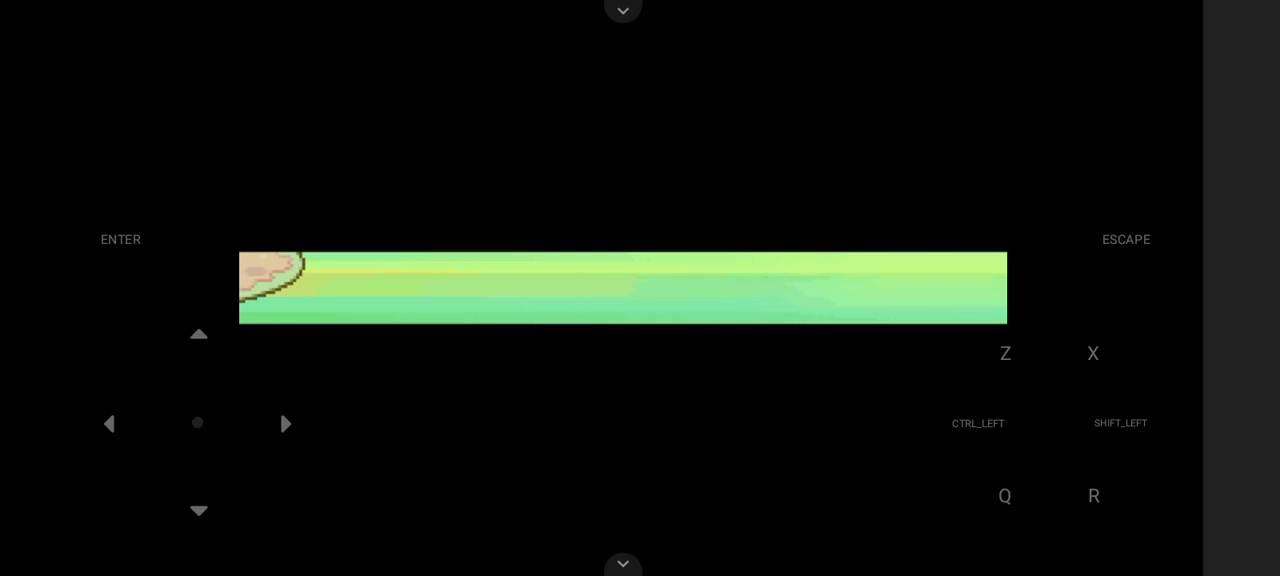 ENTER
ESCAPE
Z X
CTRL_LEFT SHIFT_LEFT
Q R